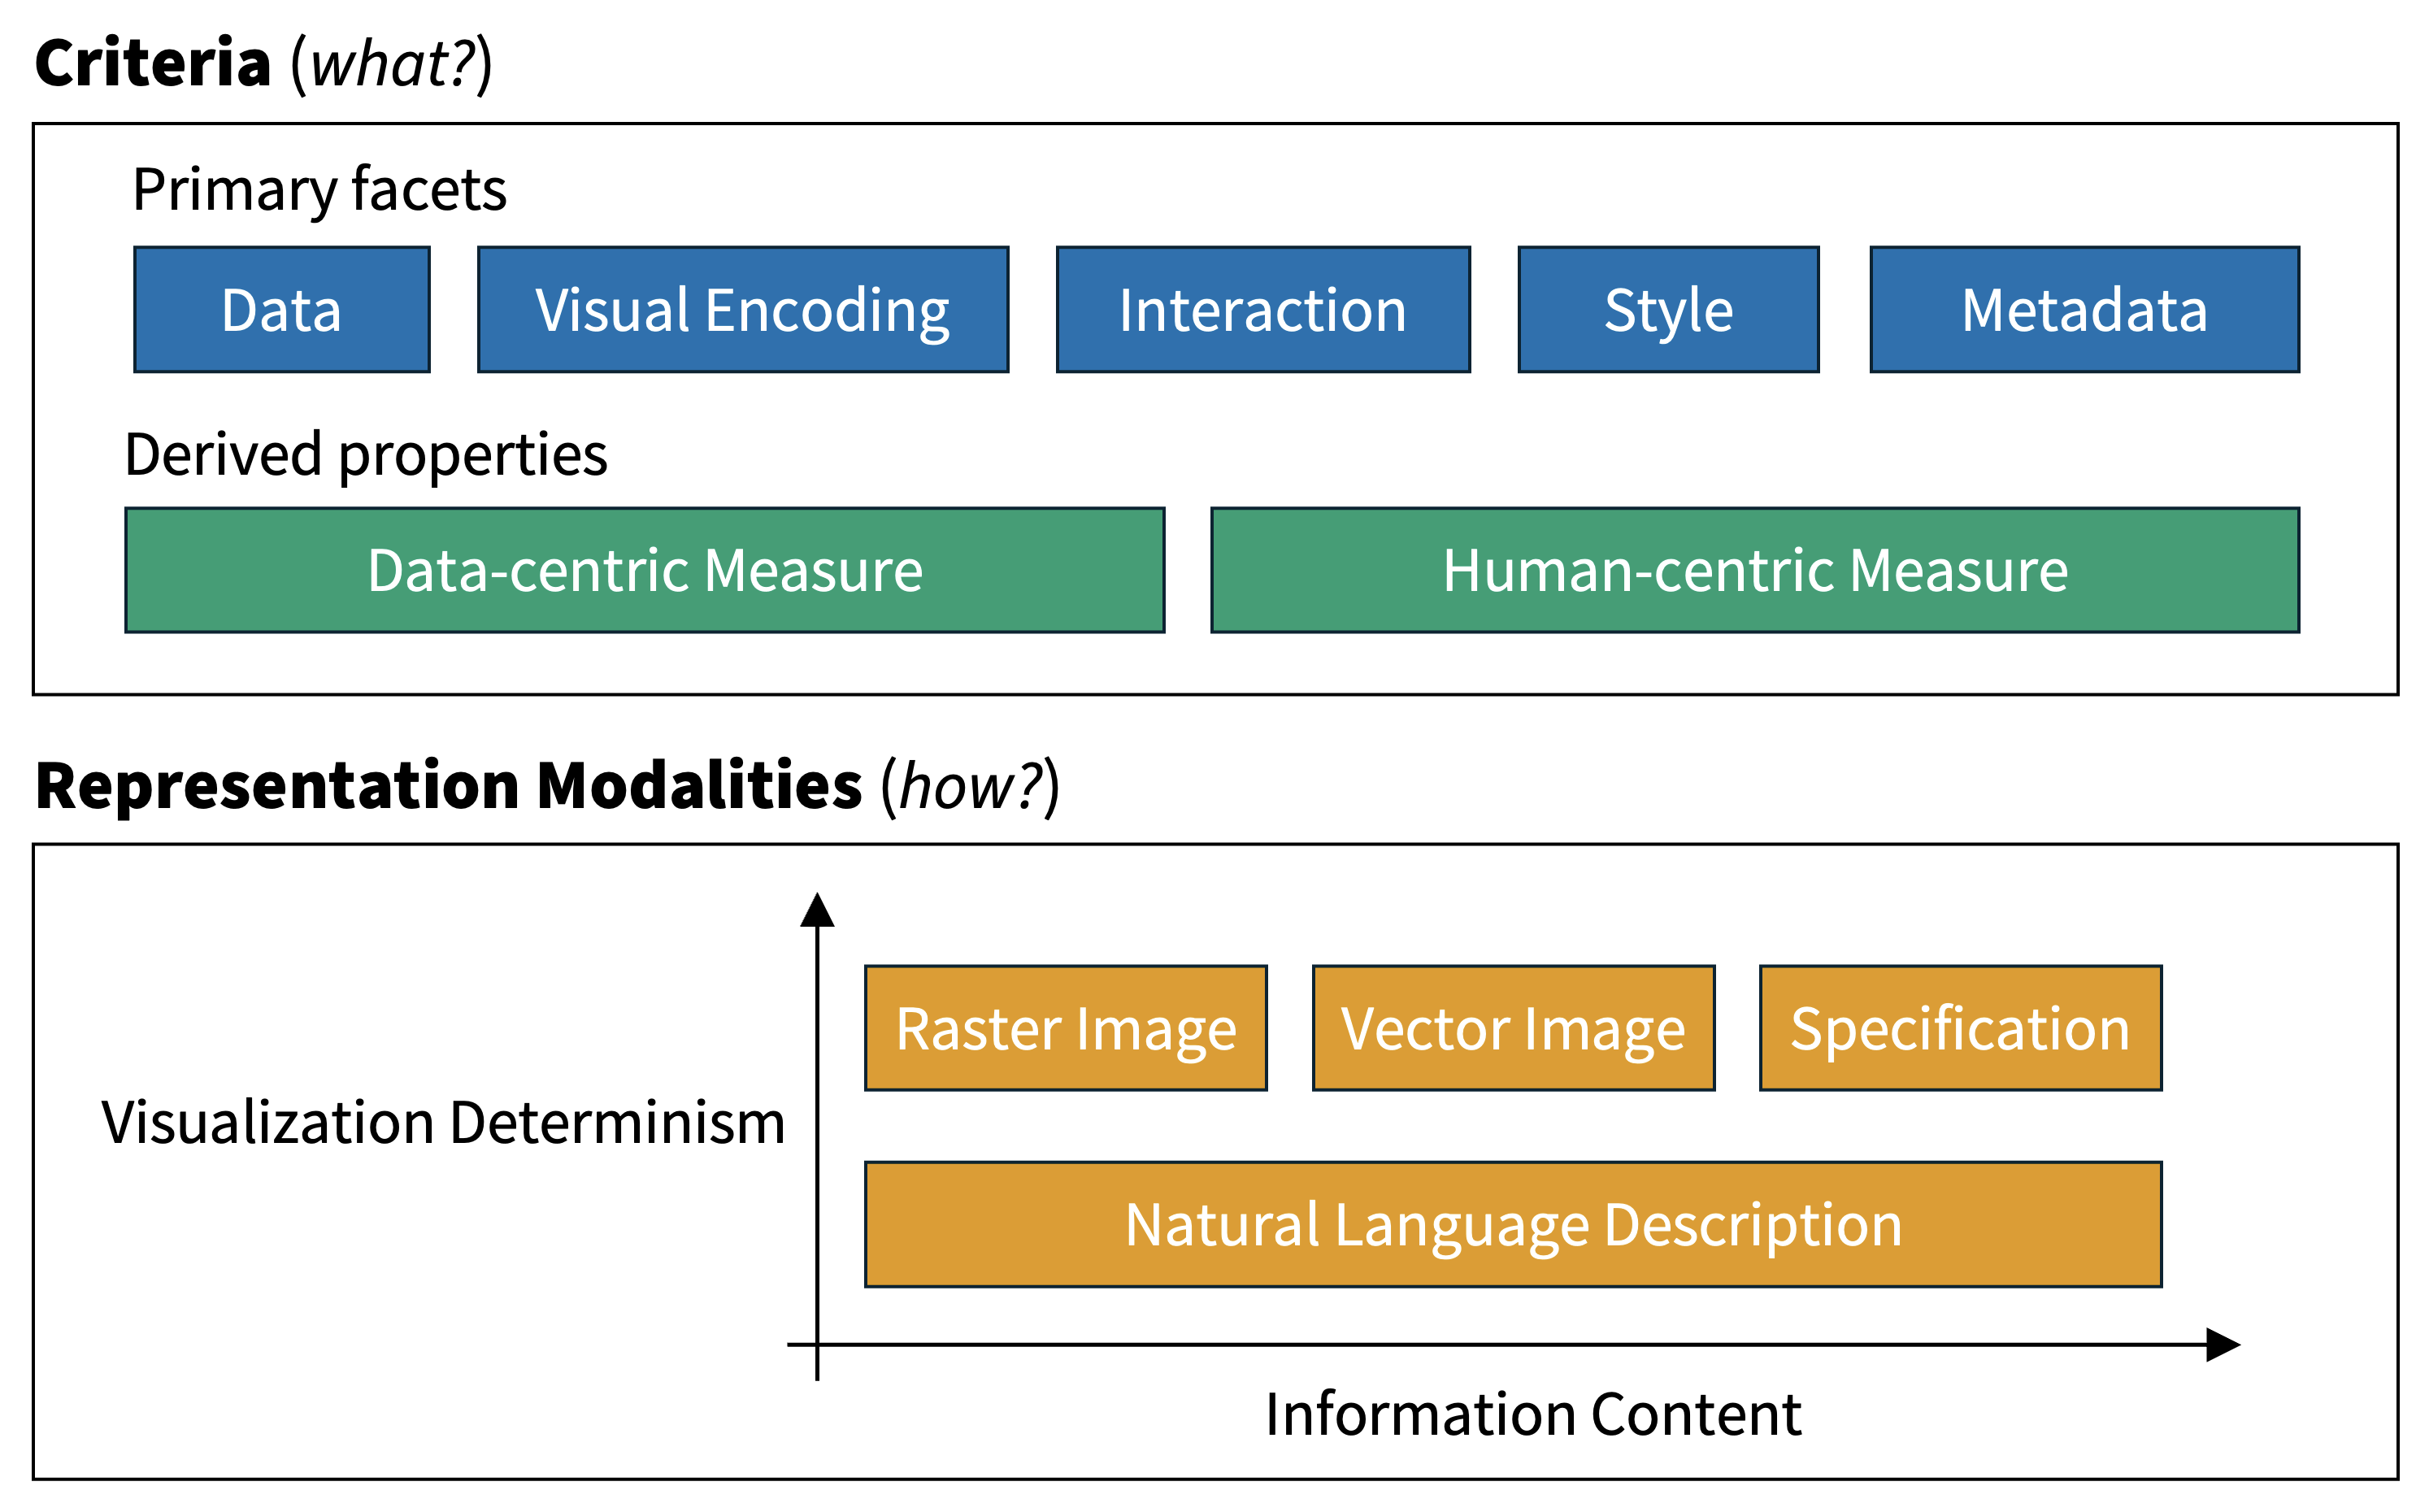 Criteria (what?)
Primary facets
Data
Visual Encoding
Interaction
Style
Metadata
Derived properties
Data-centric Measure
Human-centric Measure
Representation Modalities (how?)
Raster Image
Vector Image
Specification
Visualization Determinism
Natural Language Description
Information Content